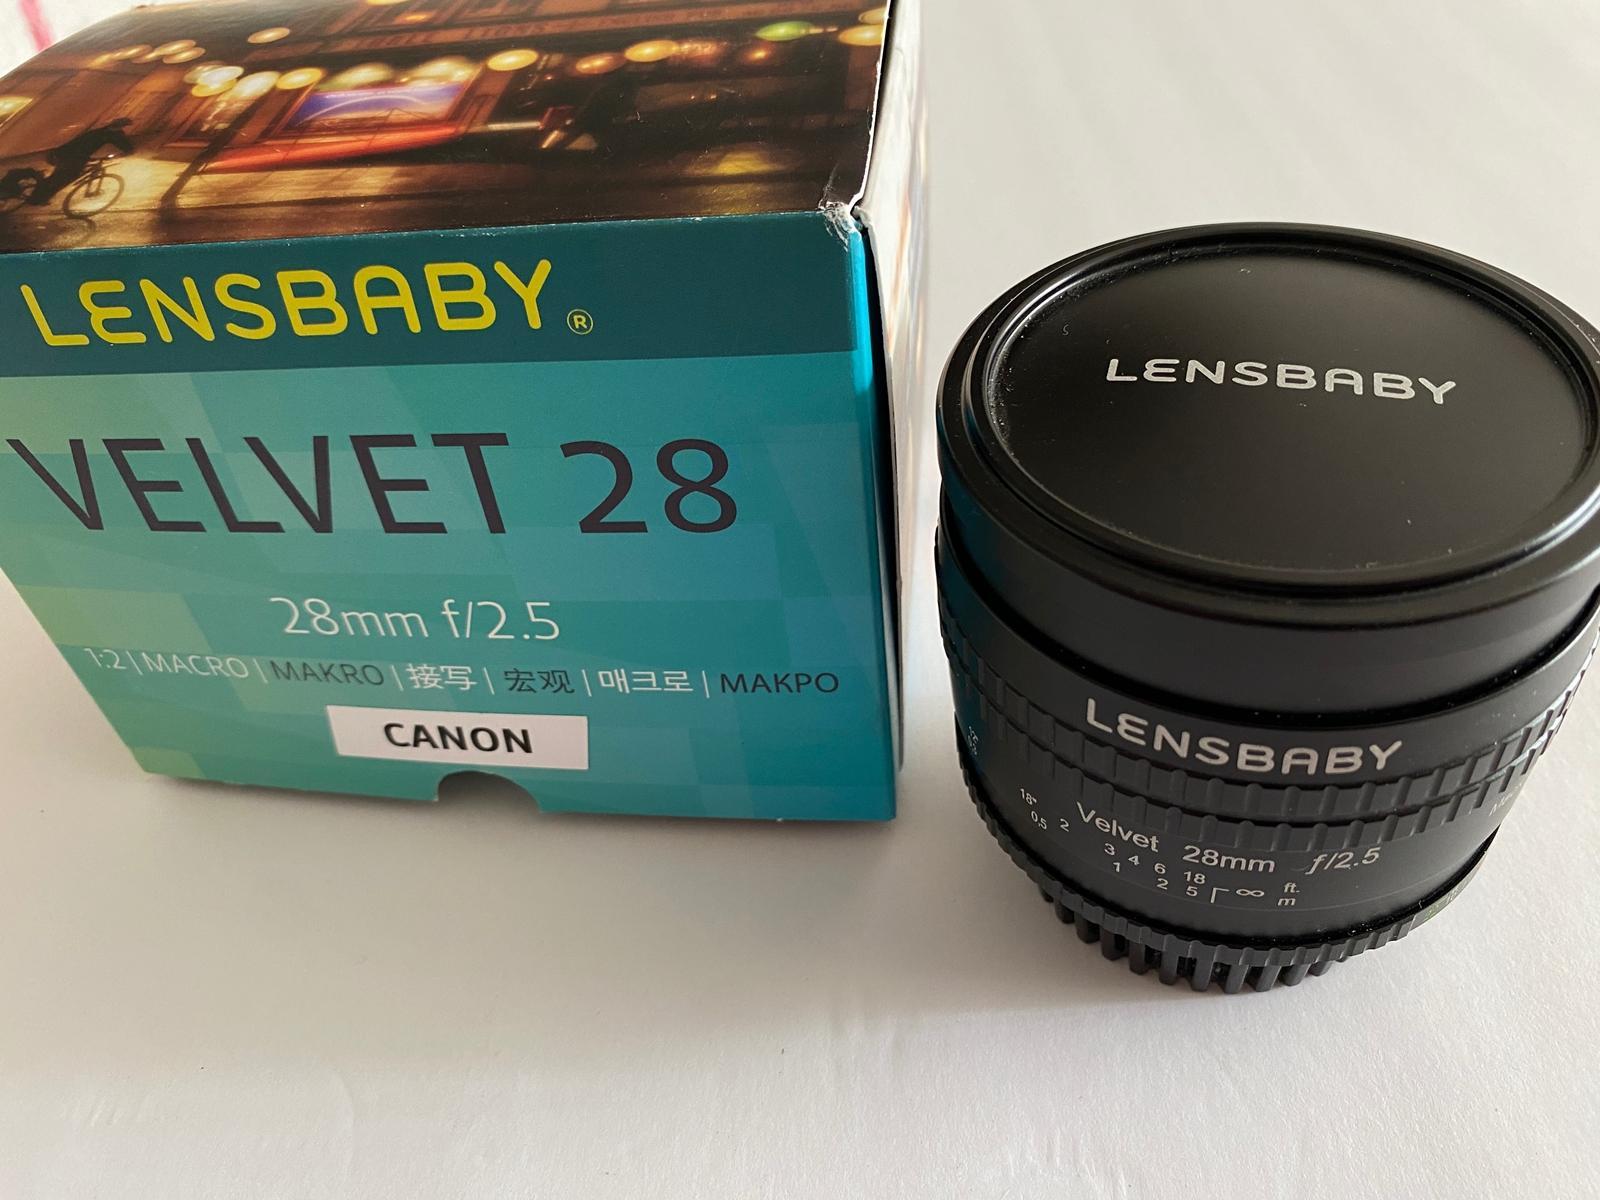 LENSBABY®
VELVET 28
28mm f/2.5
1:2 | MACRO | MAKRO | 接写 | 宏观 | 매크로 | МАКРО
CANON
LENSBABY
LENSBABY
Velvet 28mm f/2.5
18" 2 3 4 6 18 ∞ ft.
0.5 1 2 5 m